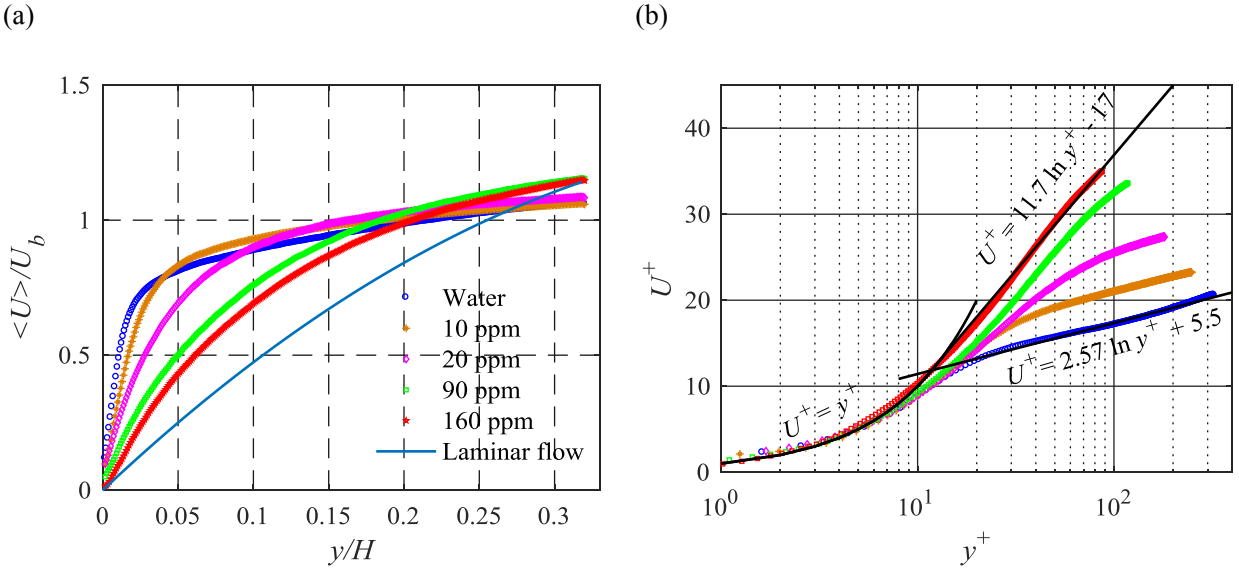 (a)
(b)
1.5
1
0.5
0
<U>/U_b
0
0.05
0.1
0.15
0.2
0.25
0.3
y/H
Water
10 ppm
20 ppm
90 ppm
160 ppm
Laminar flow
40
30
20
10
0
U^+
10^0
10^1
10^2
y^+
U^+ = y^+
U^+ = 11.7 ln y^+ - 17
U^+ = 2.57 ln y^+ + 5.5